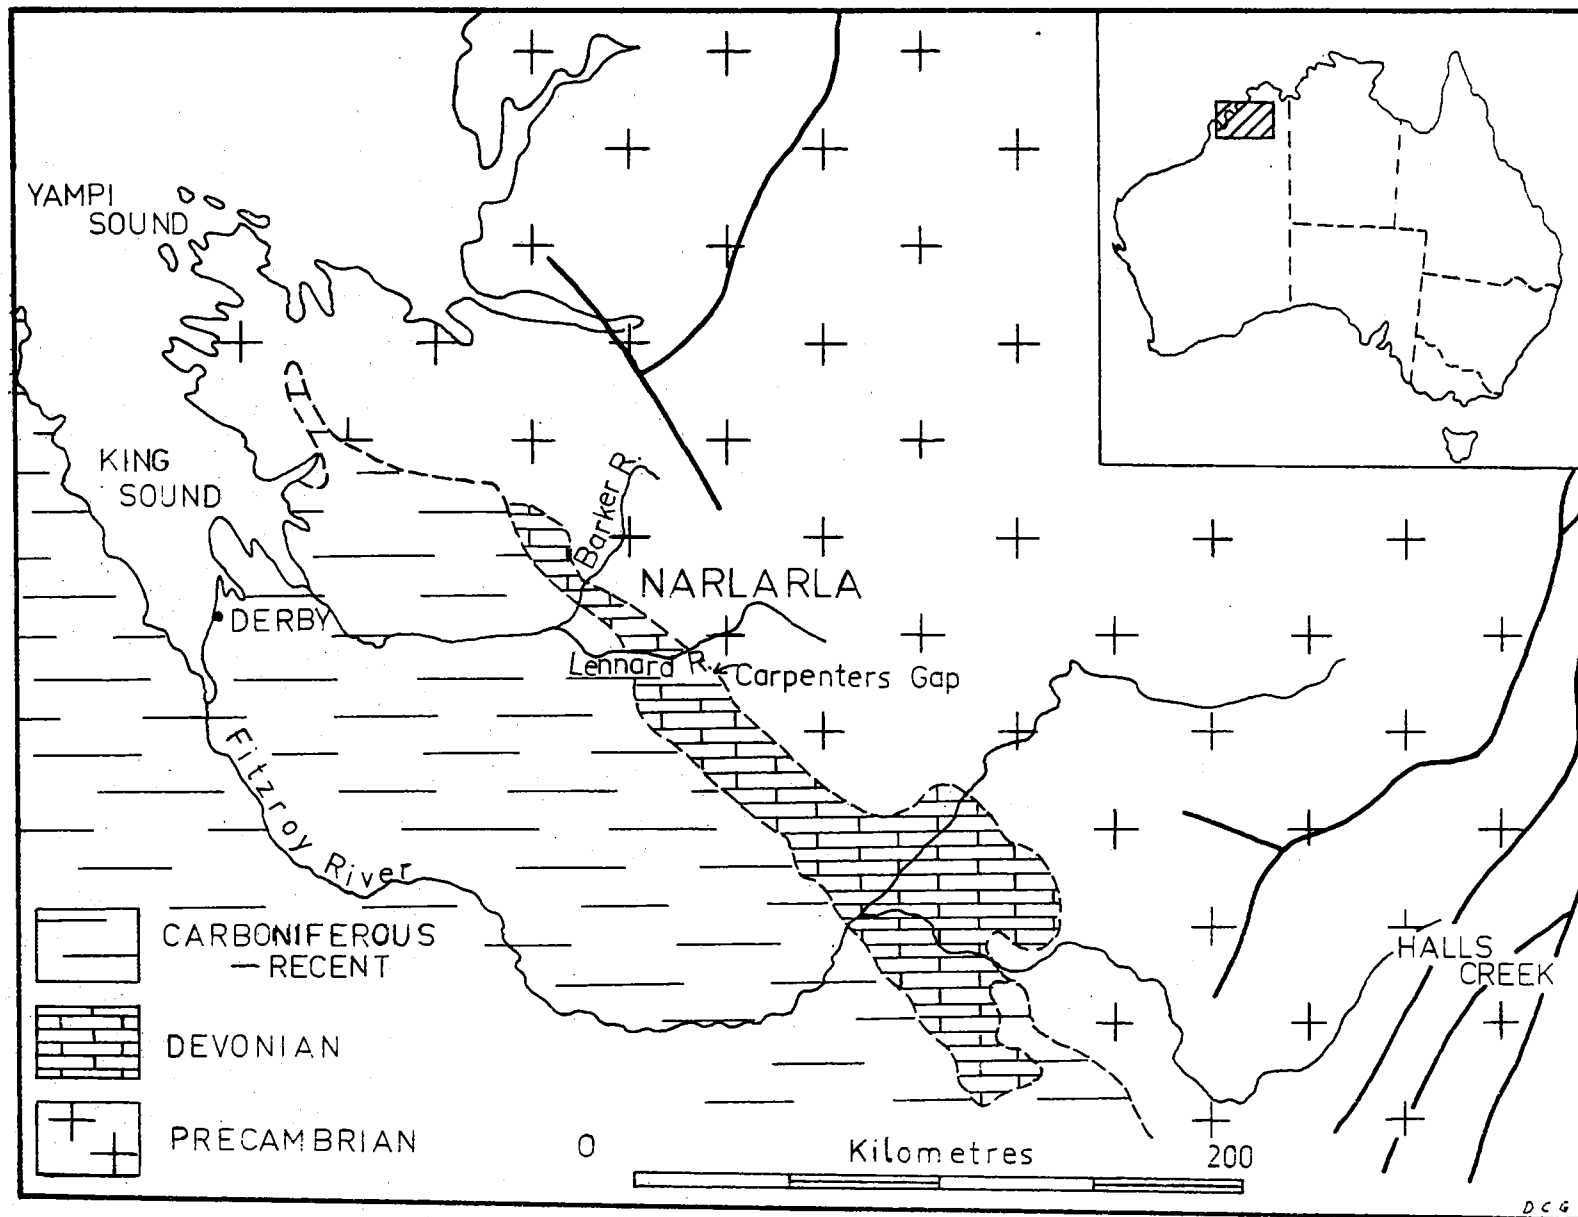 YAMPI
SOUND
KING
SOUND
Barker R.
NARLARLA
DERBY
Lennard R.
Carpenters Gap
Fitzroy River
HALLS
CREEK
CARBONIFEROUS
— RECENT
DEVONIAN
PRECAMBRIAN
0 Kilometres 200
DCG